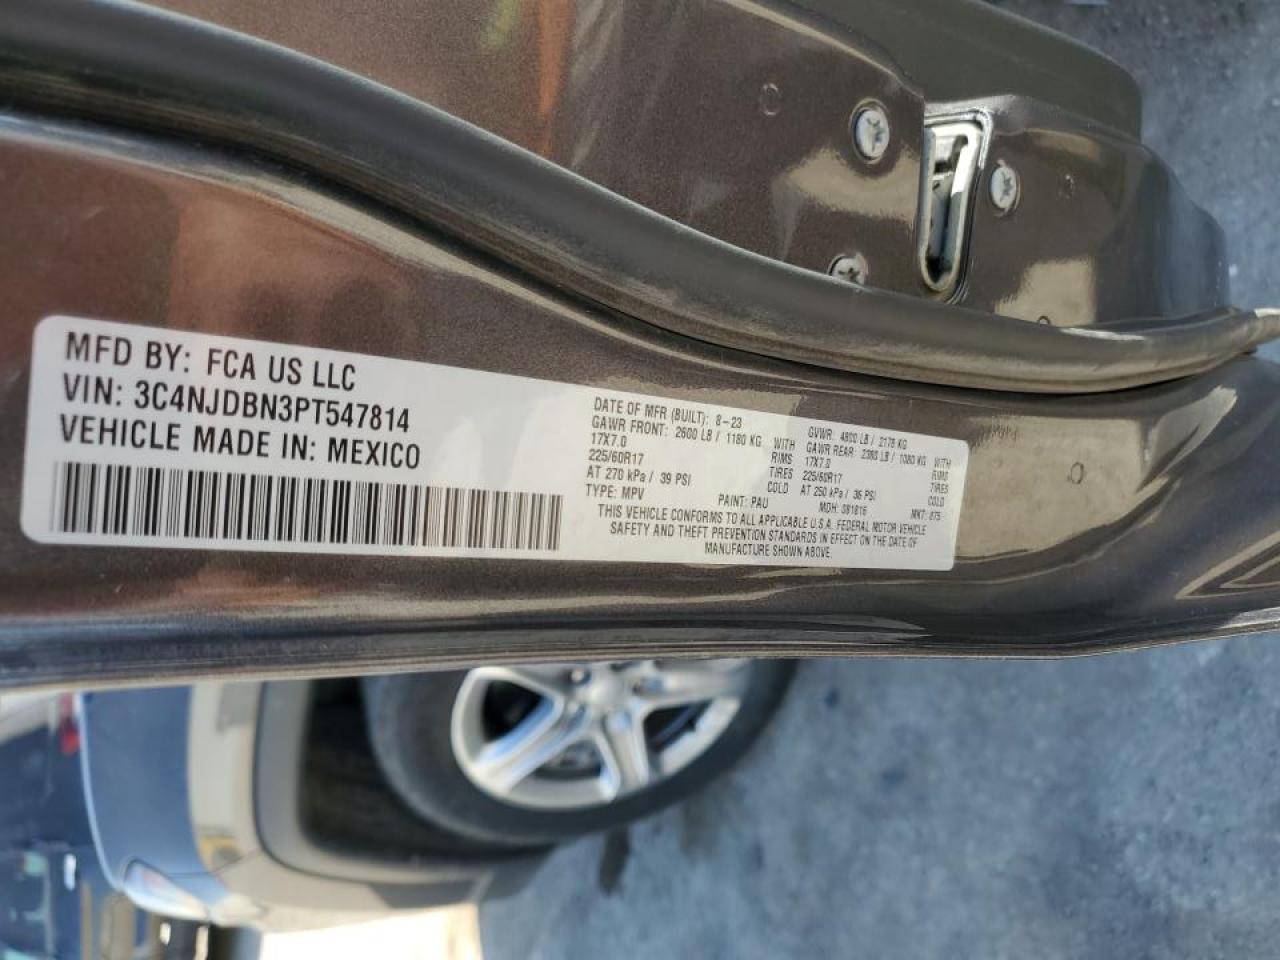 MFD BY: FCA US LLC
VIN: 3C4NJDBN3PT547814
VEHICLE MADE IN: MEXICO
DATE OF MFR (BUILT): 8-23 GVWR: 4800 LB / 2178 KG
GAWR FRONT: 2600 LB / 1180 KG WITH GAWR REAR: 2380 LB / 1080 KG WITH
17X7.0 RIMS 17X7.0 RIMS
225/60R17 TIRES 225/60R17 TIRES
AT 270 kPa / 39 PSI COLD AT 250 kPa / 36 PSI COLD
TYPE: MPV PAINT: PAU MDH: 081816 MKT: 875
THIS VEHICLE CONFORMS TO ALL APPLICABLE U.S.A. FEDERAL MOTOR VEHICLE
SAFETY AND THEFT PREVENTION STANDARDS IN EFFECT ON THE DATE OF
MANUFACTURE SHOWN ABOVE.